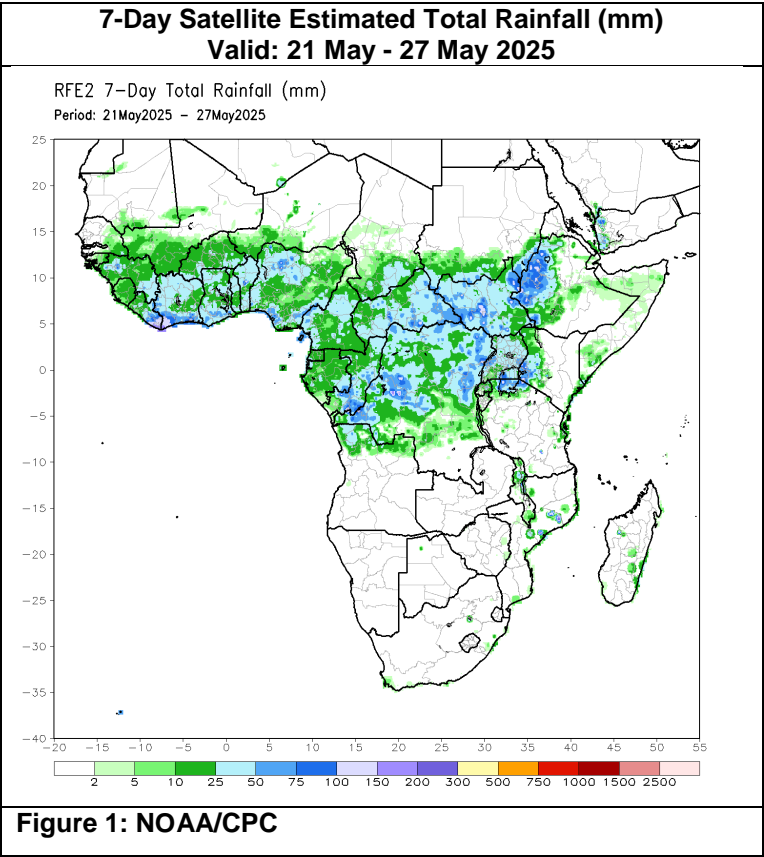 7-Day Satellite Estimated Total Rainfall (mm)
Valid: 21 May - 27 May 2025
RFE2 7-Day Total Rainfall (mm)
Period: 21May2025 - 27May2025
25
20
15
10
5
0
-5
-10
-15
-20
-25
-30
-35
-40
-20 -15 -10 -5 0 5 10 15 20 25 30 35 40 45 50 55
2 5 10 25 50 75 100 150 200 300 500 750 1000 1500 2500
Figure 1: NOAA/CPC